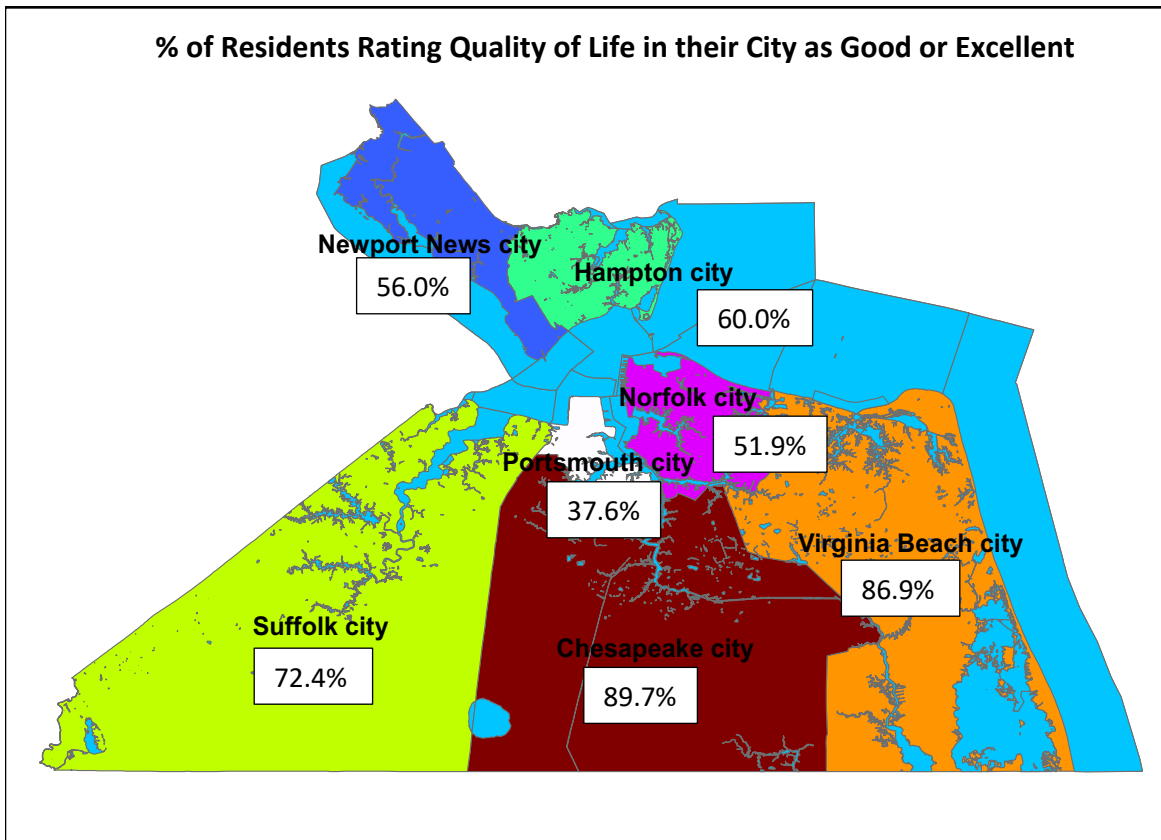 % of Residents Rating Quality of Life in their City as Good or Excellent
Newport News city
56.0%
Hampton city
60.0%
Norfolk city
51.9%
Portsmouth city
37.6%
Virginia Beach city
86.9%
Suffolk city
72.4%
Chesapeake city
89.7%